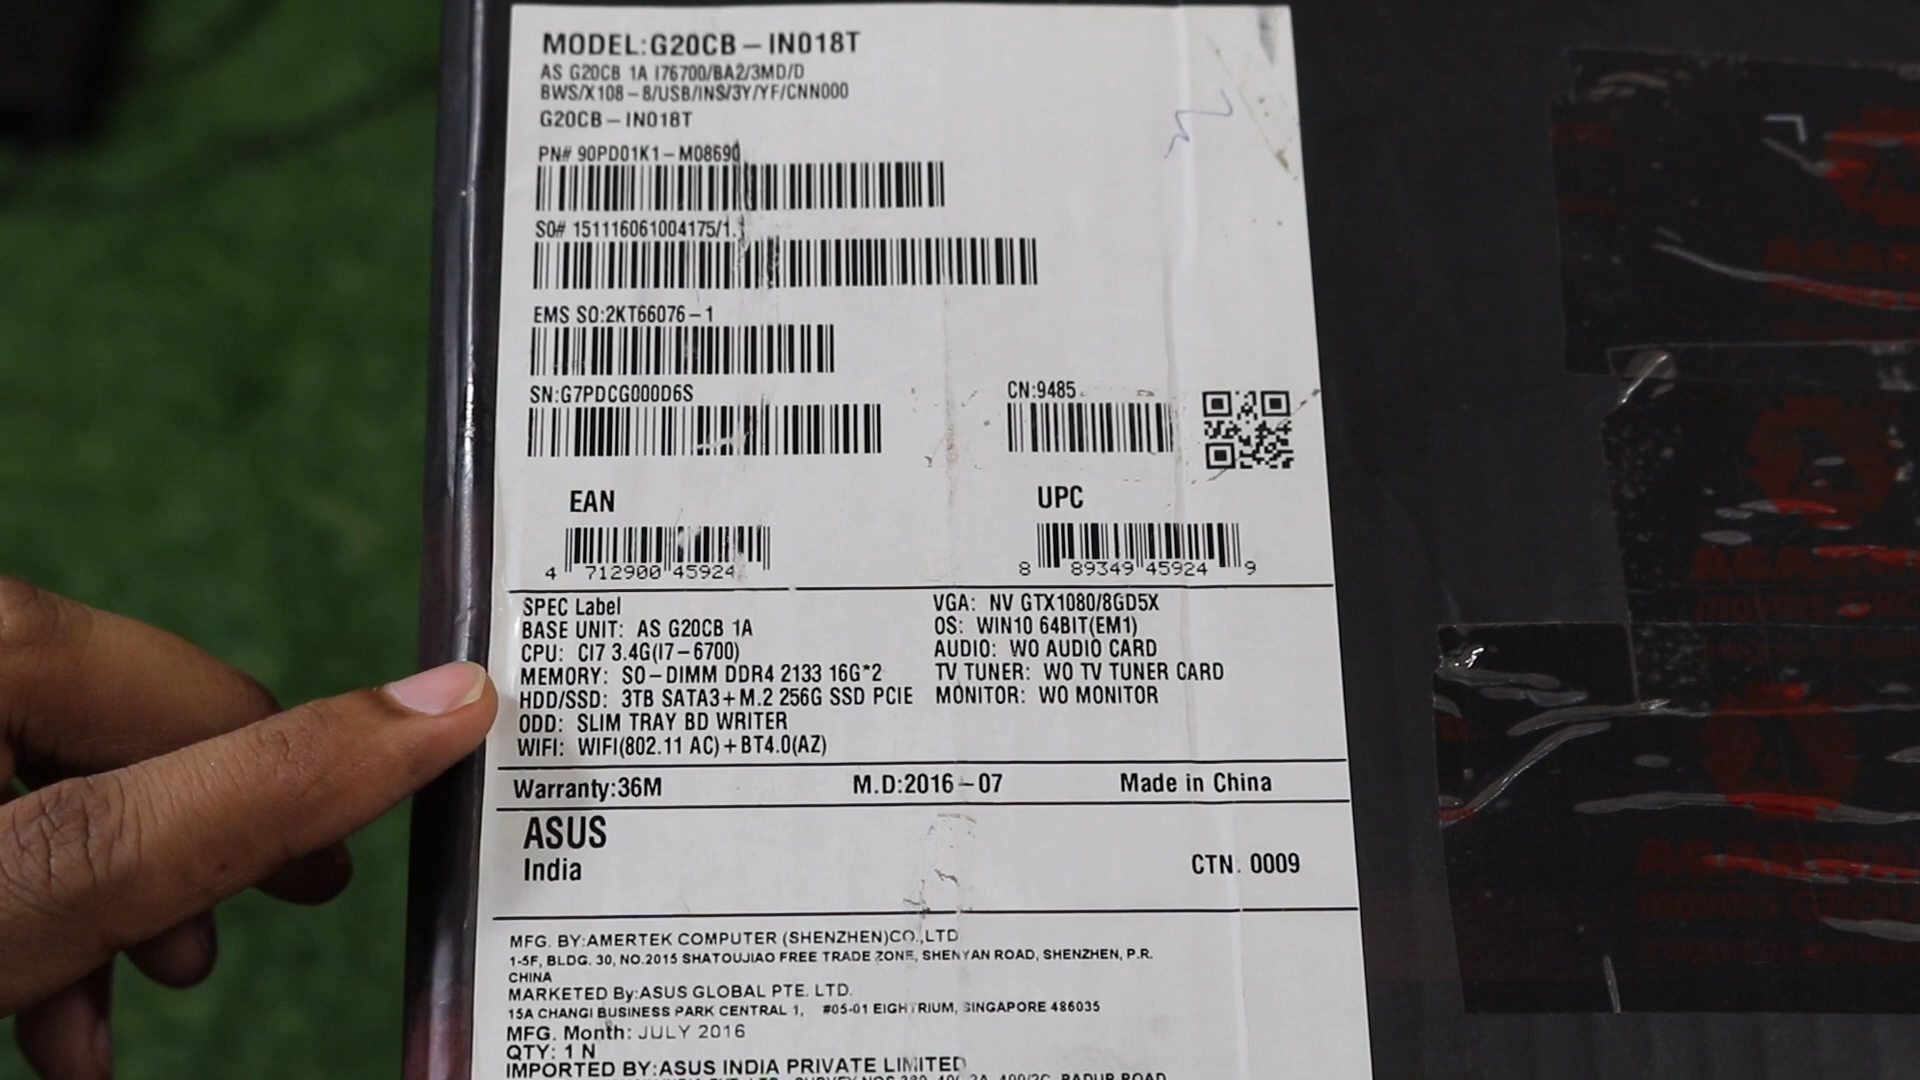 MODEL:G20CB-IN018T
AS G20CB 1A I76700/BA2/3MD/D
BWS/X108-8/USB/INS/3Y/YF/CNN000
G20CB-IN018T
PN# 90PD01K1-M08690
SO# 151116061004175/1.1
EMS SO:2KT66076-1
SN:G7PDCG000D6S
CN:9485
EAN
UPC
4 712900 45924
8 89349 45924 9
SPEC Label
BASE UNIT: AS G20CB 1A
CPU: CI7 3.4G(I7-6700)
MEMORY: SO-DIMM DDR4 2133 16G*2
HDD/SSD: 3TB SATA3+M.2 256G SSD PCIE
ODD: SLIM TRAY BD WRITER
WIFI: WIFI(802.11 AC)+BT4.0(AZ)
VGA: NV GTX1080/8GD5X
OS: WIN10 64BIT(EM1)
AUDIO: WO AUDIO CARD
TV TUNER: WO TV TUNER CARD
MONITOR: WO MONITOR
Warranty:36M M.D:2016-07 Made in China
ASUS
India
CTN: 0009
MFG. BY:AMERTEK COMPUTER (SHENZHEN)CO.,LTD
1-5F, BLDG. 30, NO.2015 SHATOUJIAO FREE TRADE ZONE, SHENYAN ROAD, SHENZHEN, P.R.
CHINA
MARKETED By:ASUS GLOBAL PTE. LTD.
15A CHANGI BUSINESS PARK CENTRAL 1, #05-01 EIGHTRIUM, SINGAPORE 486035
MFG. Month: JULY 2016
QTY: 1 N
IMPORTED BY:ASUS INDIA PRIVATE LIMITED